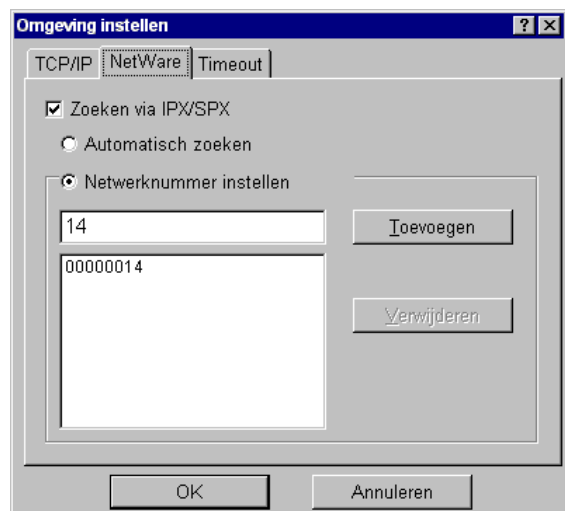 Omgeving instellen
TCP/IP NetWare Timeout
Zoeken via IPX/SPX
Automatisch zoeken
Netwerknummer instellen
14 Toevoegen
00000014
Verwijderen
OK Annuleren